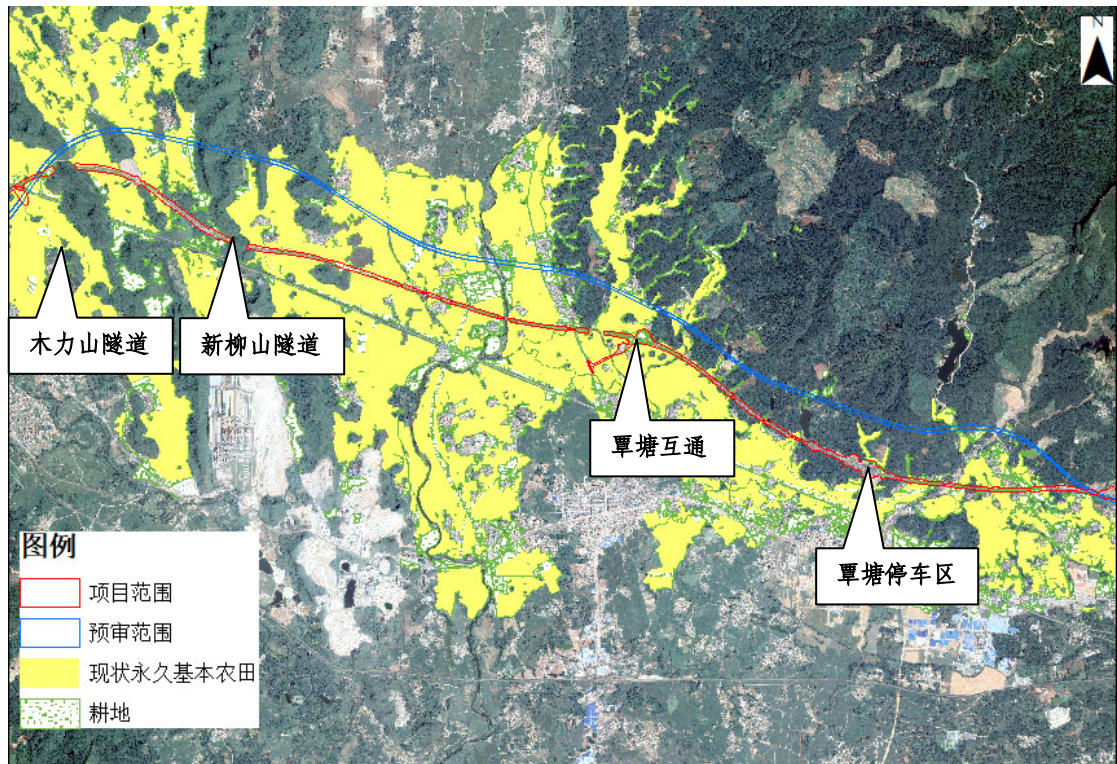 N
木力山隧道
新柳山隧道
覃塘互通
覃塘停车区
图例
项目范围
预审范围
现状永久基本农田
耕地